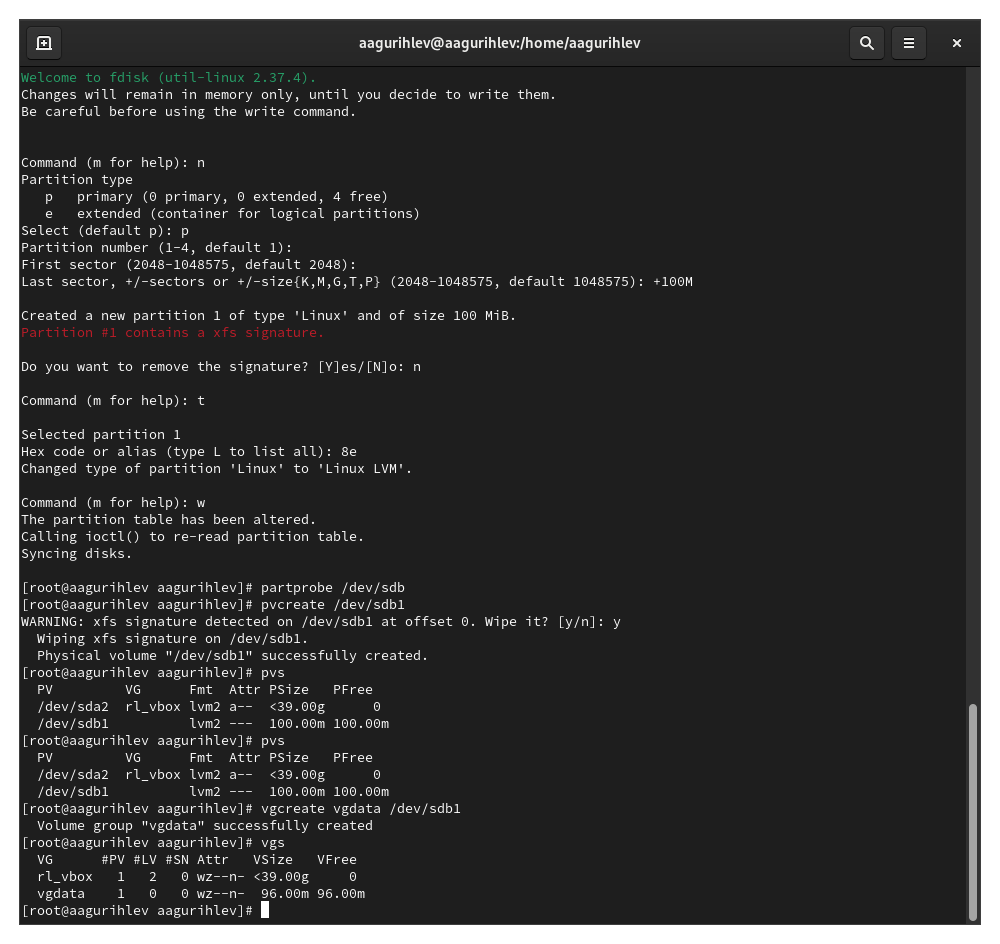 aagurihlev@aagurihlev:/home/aagurihlev
Welcome to fdisk (util-linux 2.37.4).
Changes will remain in memory only, until you decide to write them.
Be careful before using the write command.
Command (m for help): n
Partition type
   p   primary (0 primary, 0 extended, 4 free)
   e   extended (container for logical partitions)
Select (default p): p
Partition number (1-4, default 1):
First sector (2048-1048575, default 2048):
Last sector, +/-sectors or +/-size{K,M,G,T,P} (2048-1048575, default 1048575): +100M
Created a new partition 1 of type 'Linux' and of size 100 MiB.
Partition #1 contains a xfs signature.
Do you want to remove the signature? [Y]es/[N]o: n
Command (m for help): t
Selected partition 1
Hex code or alias (type L to list all): 8e
Changed type of partition 'Linux' to 'Linux LVM'.
Command (m for help): w
The partition table has been altered.
Calling ioctl() to re-read partition table.
Syncing disks.
[root@aagurihlev aagurihlev]# partprobe /dev/sdb
[root@aagurihlev aagurihlev]# pvcreate /dev/sdb1
WARNING: xfs signature detected on /dev/sdb1 at offset 0. Wipe it? [y/n]: y
  Wiping xfs signature on /dev/sdb1.
  Physical volume "/dev/sdb1" successfully created.
[root@aagurihlev aagurihlev]# pvs
  PV         VG      Fmt  Attr PSize   PFree
  /dev/sda2  rl_vbox lvm2 a--  <39.00g      0
  /dev/sdb1          lvm2 ---  100.00m 100.00m
[root@aagurihlev aagurihlev]# pvs
  PV         VG      Fmt  Attr PSize   PFree
  /dev/sda2  rl_vbox lvm2 a--  <39.00g      0
  /dev/sdb1          lvm2 ---  100.00m 100.00m
[root@aagurihlev aagurihlev]# vgcreate vgdata /dev/sdb1
  Volume group "vgdata" successfully created
[root@aagurihlev aagurihlev]# vgs
  VG      #PV #LV #SN Attr   VSize   VFree
  rl_vbox   1   2   0 wz--n- <39.00g     0
  vgdata    1   0   0 wz--n-  96.00m 96.00m
[root@aagurihlev aagurihlev]#